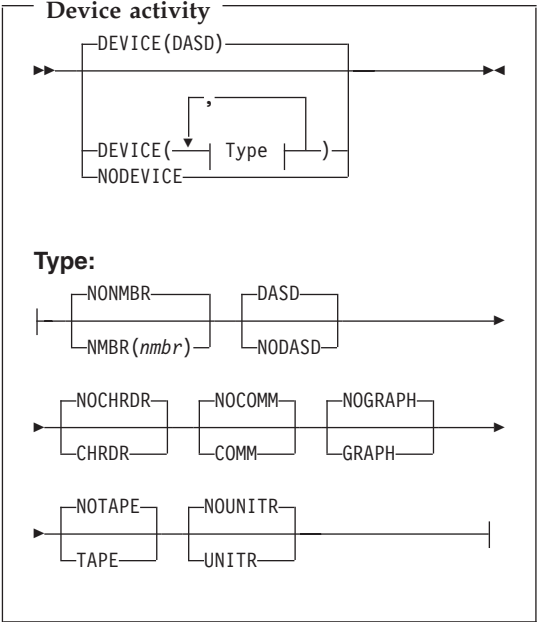 Device activity
DEVICE(DASD)
,
DEVICE( Type )
NODEVICE
Type:
NONMBR DASD
NMBR(nmbr) NODASD
NOCHRDR NOCOMM NOGRAPH
CHRDR COMM GRAPH
NOTAPE NOUNITR
TAPE UNITR